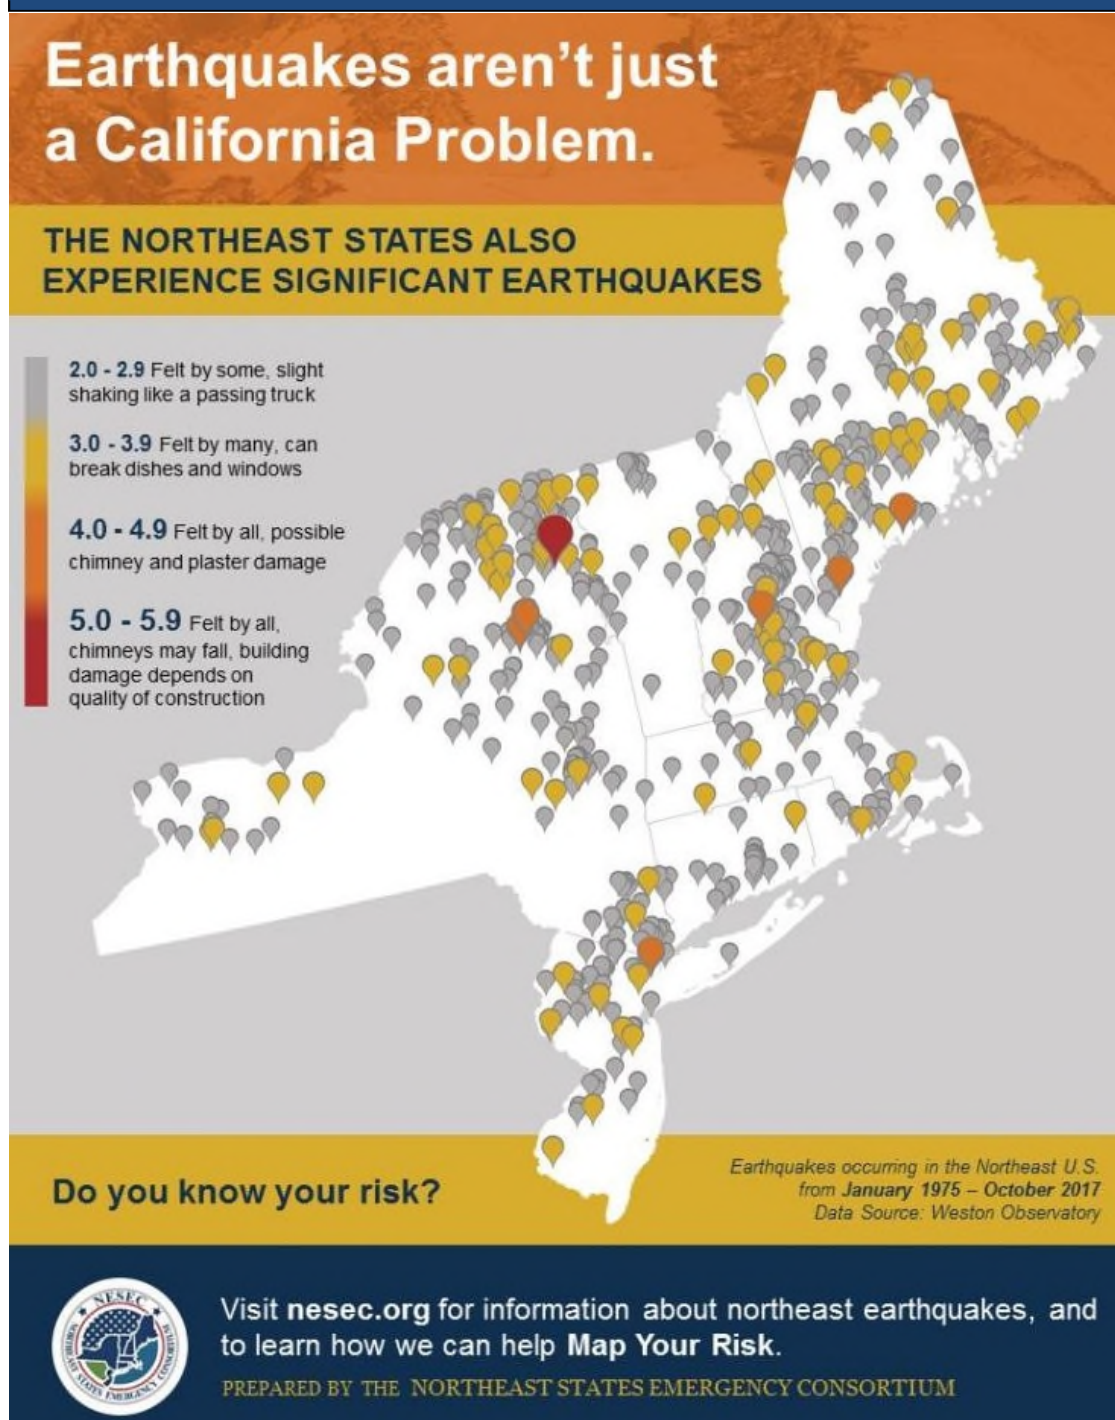 Earthquakes aren't just
a California Problem.
THE NORTHEAST STATES ALSO
EXPERIENCE SIGNIFICANT EARTHQUAKES
2.0 - 2.9 Felt by some, slight
shaking like a passing truck
3.0 - 3.9 Felt by many, can
break dishes and windows
4.0 - 4.9 Felt by all, possible
chimney and plaster damage
5.0 - 5.9 Felt by all,
chimneys may fall, building
damage depends on
quality of construction
Do you know your risk?
Earthquakes occurring in the Northeast U.S.
from January 1975 – October 2017
Data Source: Weston Observatory
NESEC
NORTHEAST STATES EMERGENCY CONSORTIUM
Visit nesec.org for information about northeast earthquakes, and
to learn how we can help Map Your Risk.
PREPARED BY THE NORTHEAST STATES EMERGENCY CONSORTIUM